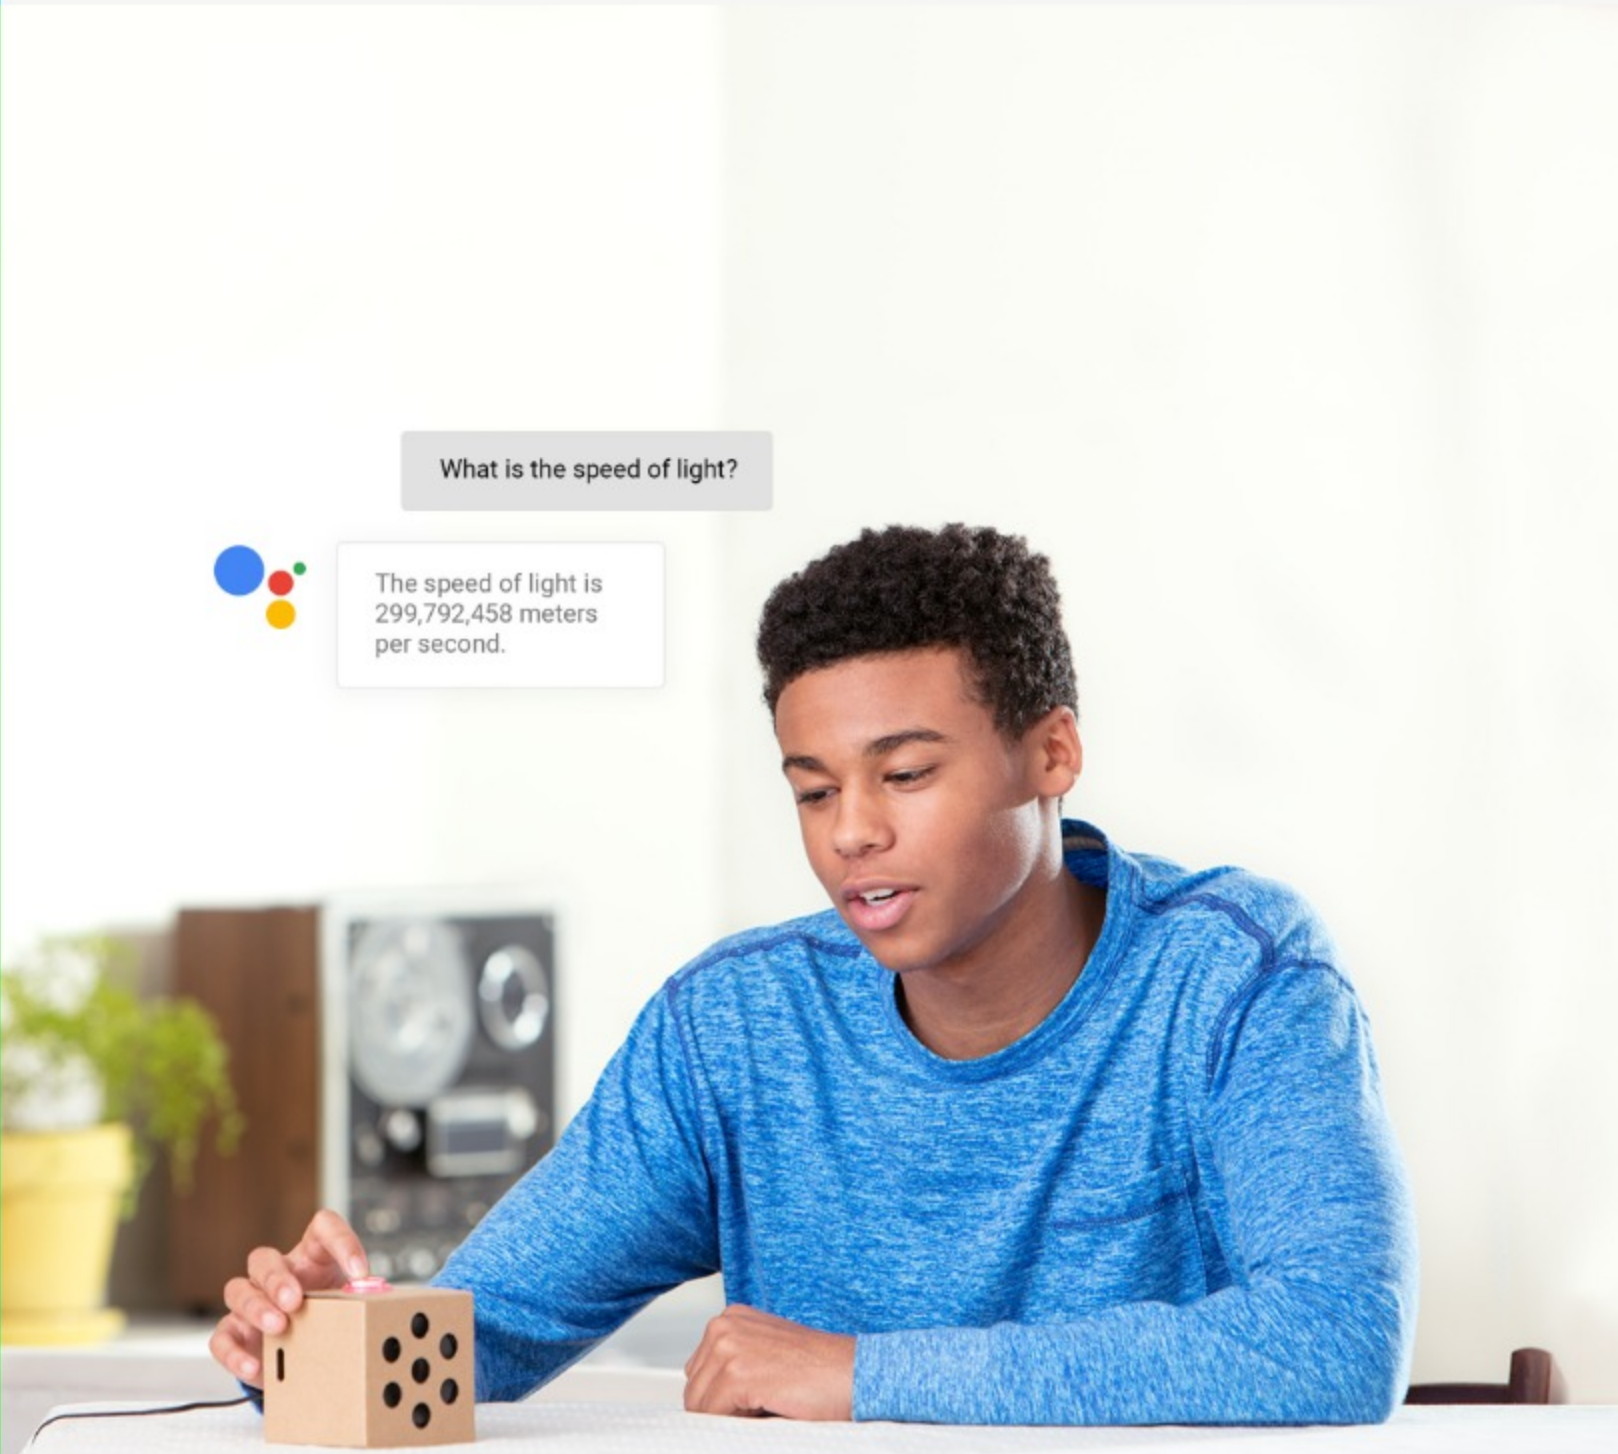 What is the speed of light?
The speed of light is
299,792,458 meters
per second.